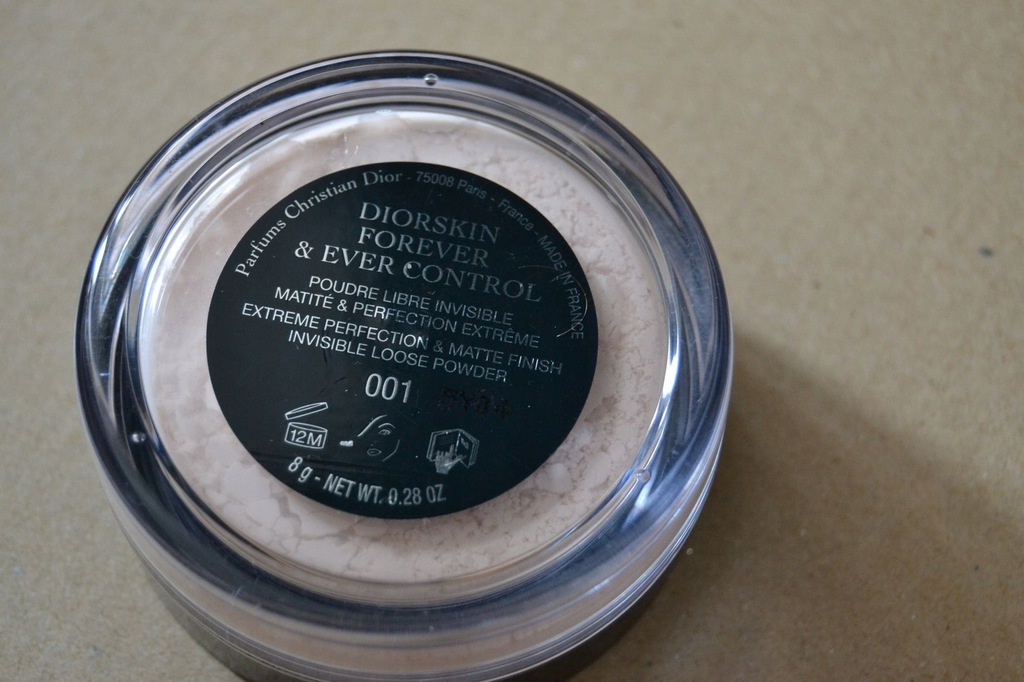 Parfums Christian Dior - 75008 Paris - France - MADE IN FRANCE
DIORSKIN
FOREVER
& EVER CONTROL
POUDRE LIBRE INVISIBLE
MATITÉ & PERFECTION EXTRÊME
EXTREME PERFECTION & MATTE FINISH
INVISIBLE LOOSE POWDER
001
12M
8 g - NET WT. 0.28 OZ